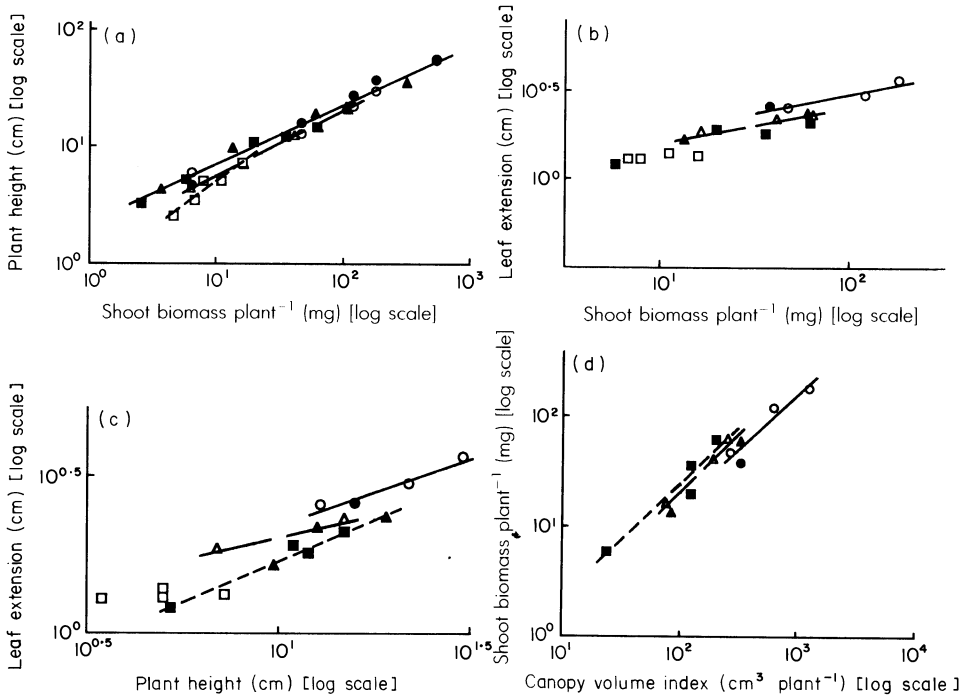 (a)
Plant height (cm) [log scale]
10²
10¹
10⁰
10⁰ 10¹ 10² 10³
Shoot biomass plant⁻¹ (mg) [log scale]
(b)
Leaf extension (cm) [log scale]
10⁰·⁵
10⁰
10¹ 10²
Shoot biomass plant⁻¹ (mg) [log scale]
(c)
Leaf extension (cm) [log scale]
10⁰·⁵
10⁰
10⁰·⁵ 10¹ 10¹·⁵
Plant height (cm) [log scale]
(d)
Shoot biomass plant⁻¹ (mg) [log scale]
10²
10¹
10⁰
10¹ 10² 10³ 10⁴
Canopy volume index (cm³ plant⁻¹) [log scale]